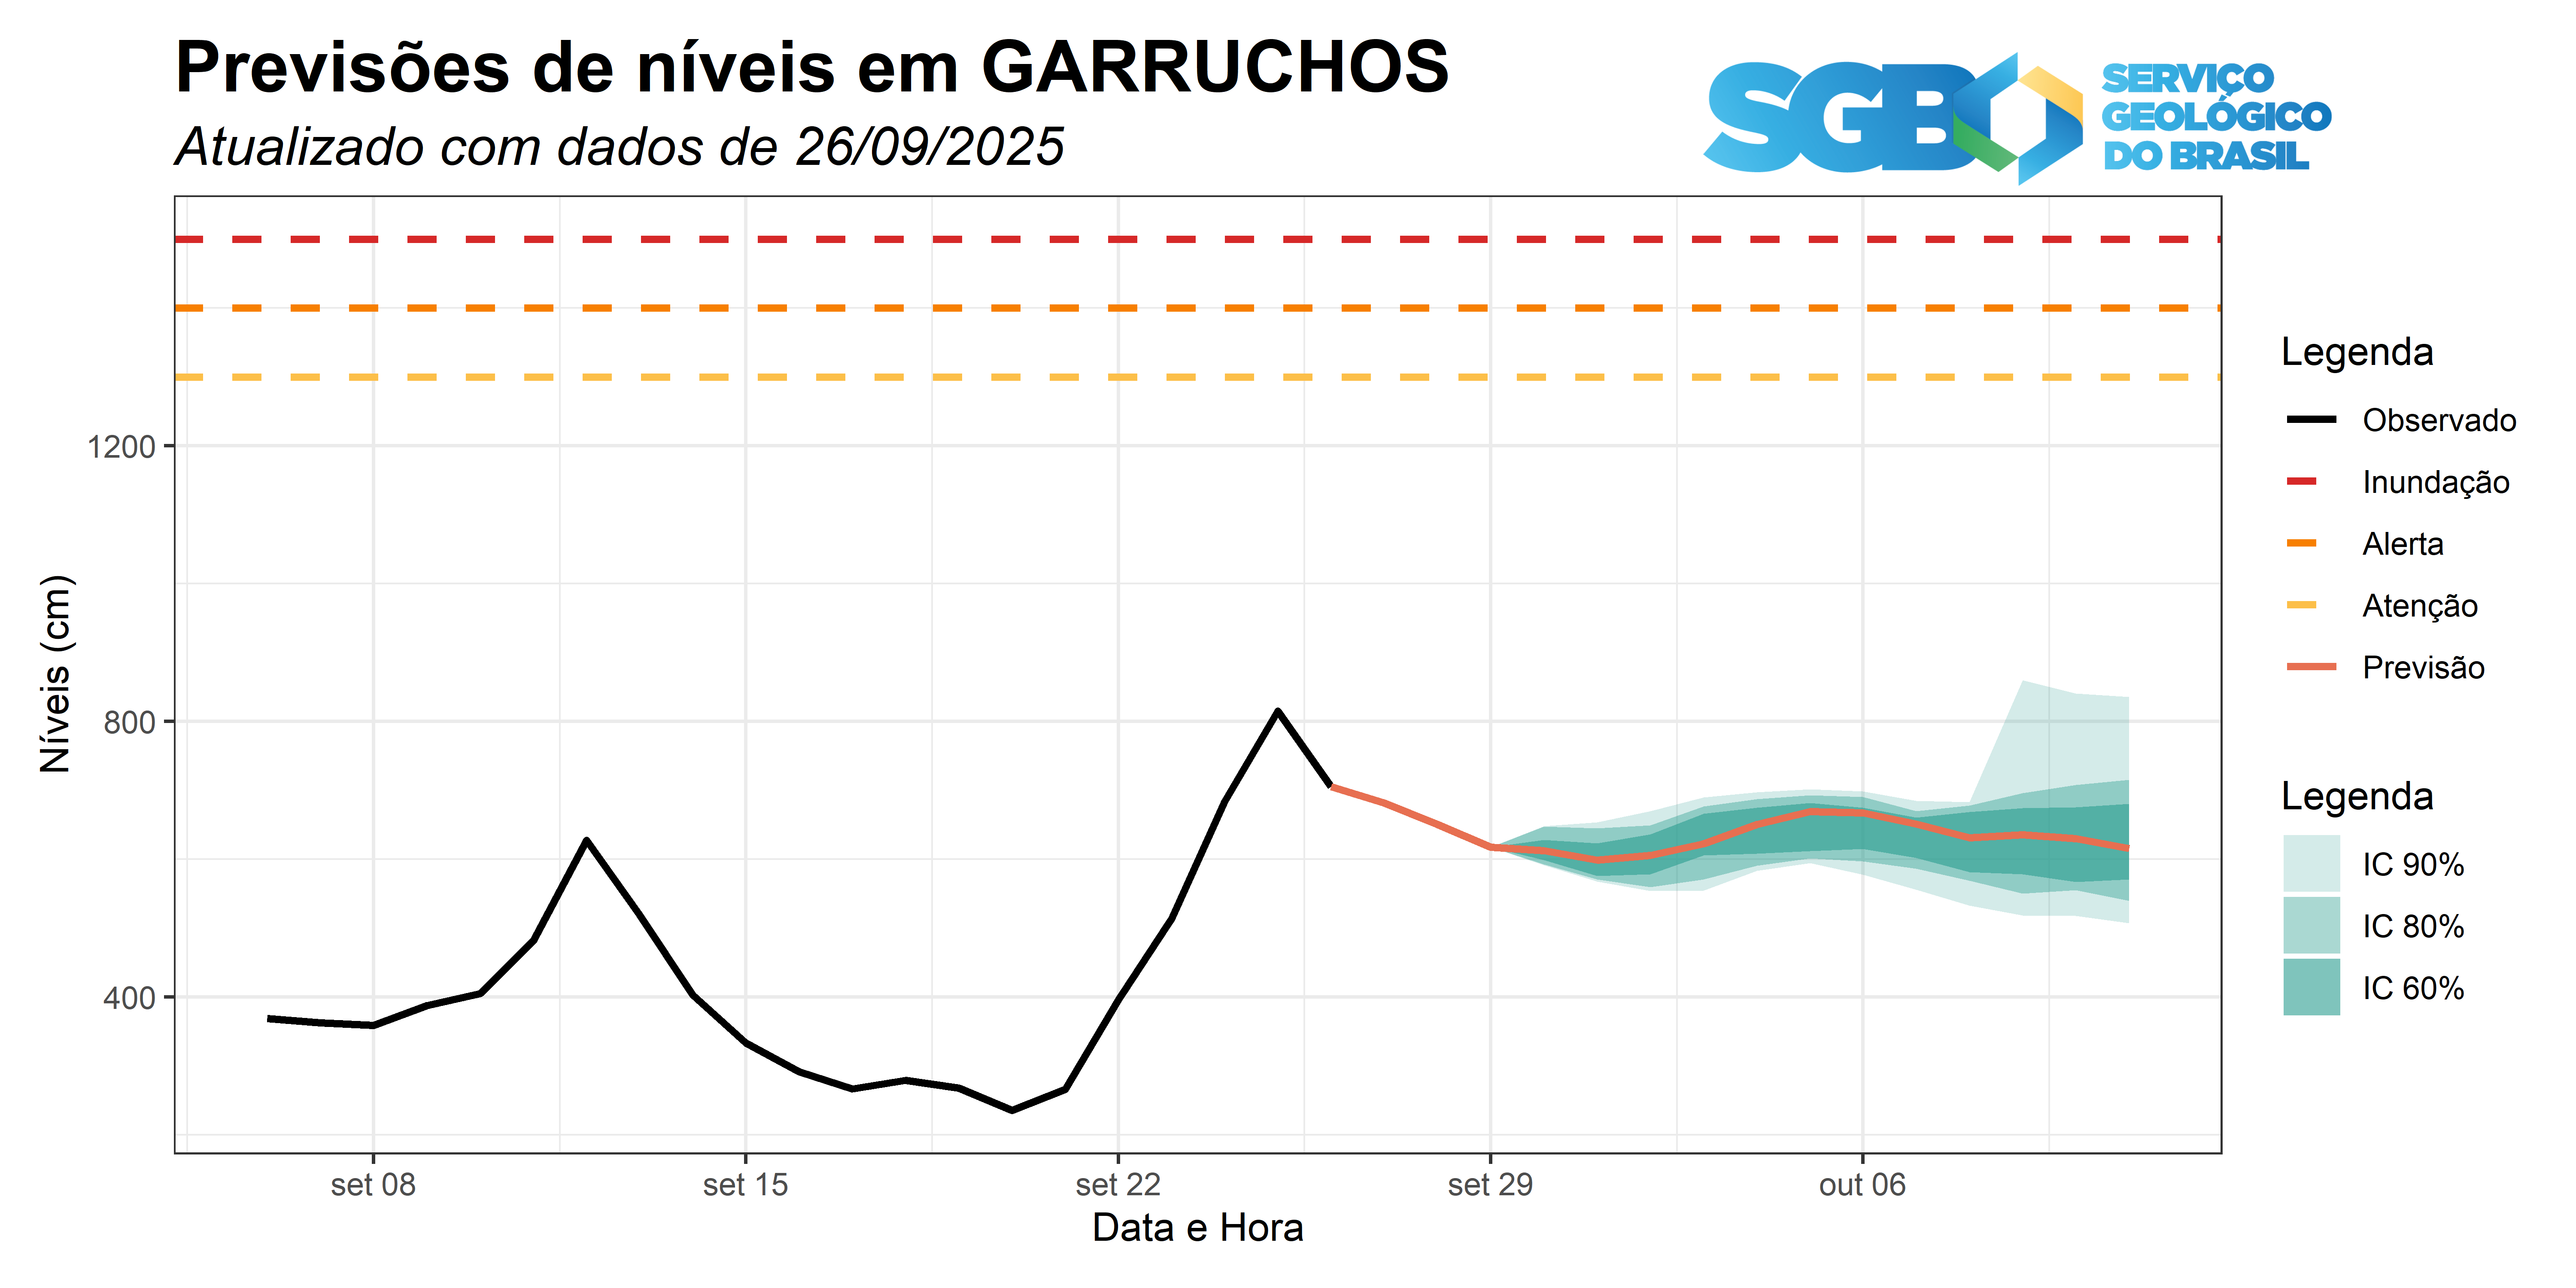 Previsões de níveis em GARRUCHOS
Atualizado com dados de 26/09/2025
SGB
SERVIÇO
GEOLÓGICO
DO BRASIL
Níveis (cm)
1200
800
400
set 08
set 15
set 22
set 29
out 06
Data e Hora
Legenda
Observado
Inundação
Alerta
Atenção
Previsão
Legenda
IC 90%
IC 80%
IC 60%